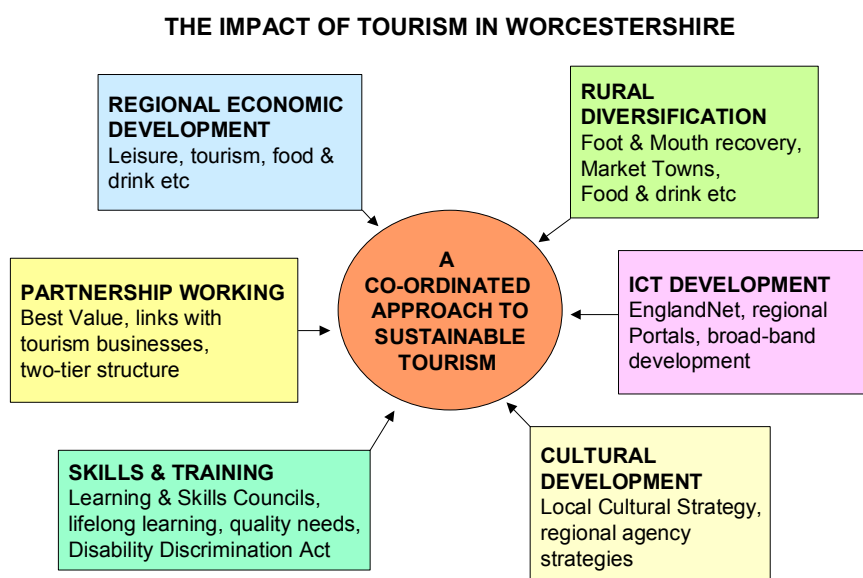 THE IMPACT OF TOURISM IN WORCESTERSHIRE
REGIONAL ECONOMIC
DEVELOPMENT
Leisure, tourism, food &
drink etc
RURAL
DIVERSIFICATION
Foot & Mouth recovery,
Market Towns,
Food & drink etc
A
CO-ORDINATED
APPROACH TO
SUSTAINABLE
TOURISM
PARTNERSHIP WORKING
Best Value, links with
tourism businesses,
two-tier structure
ICT DEVELOPMENT
EnglandNet, regional
Portals, broad-band
development
SKILLS & TRAINING
Learning & Skills Councils,
lifelong learning, quality needs,
Disability Discrimination Act
CULTURAL
DEVELOPMENT
Local Cultural Strategy,
regional agency
strategies